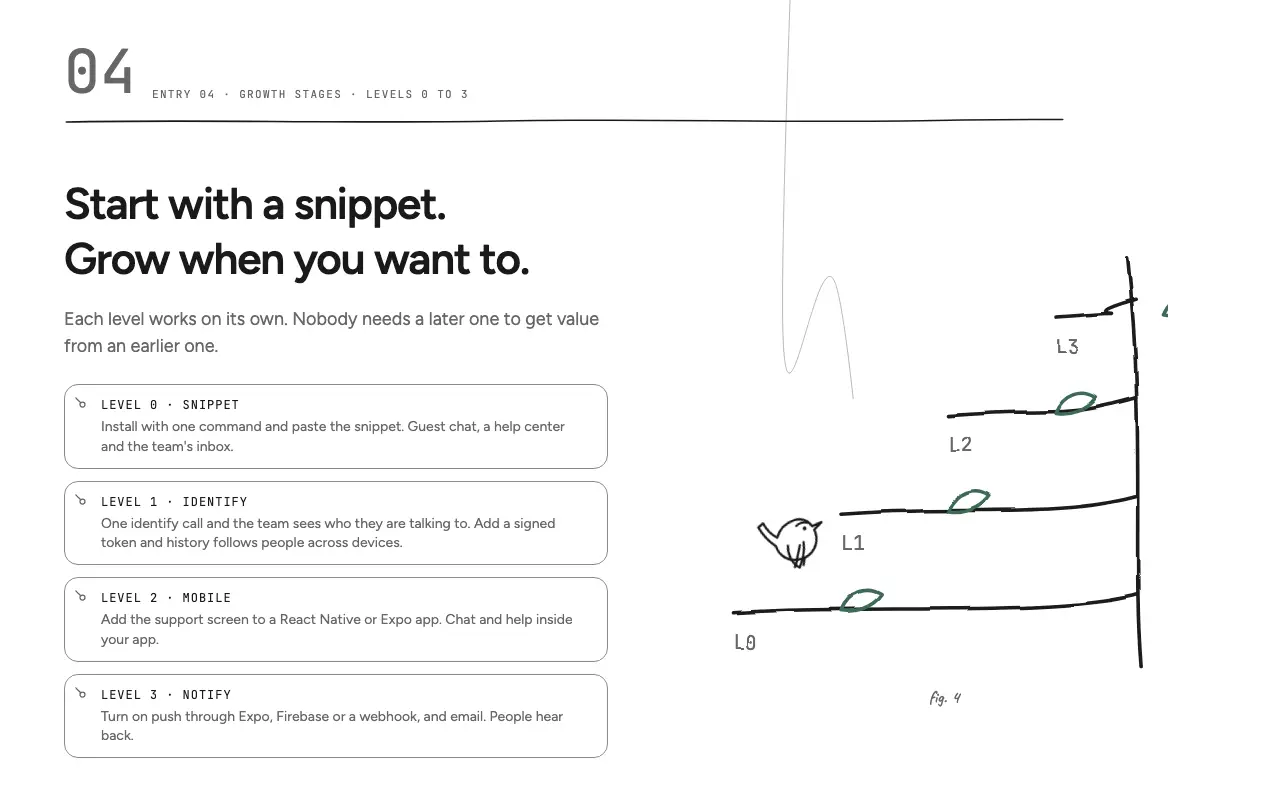 04
ENTRY 04 · GROWTH STAGES · LEVELS 0 TO 3
Start with a snippet.
Grow when you want to.
Each level works on its own. Nobody needs a later one to get value
from an earlier one.
LEVEL 0 · SNIPPET
Install with one command and paste the snippet. Guest chat, a help center
and the team's inbox.
LEVEL 1 · IDENTIFY
One identify call and the team sees who they are talking to. Add a signed
token and history follows people across devices.
LEVEL 2 · MOBILE
Add the support screen to a React Native or Expo app. Chat and help inside
your app.
LEVEL 3 · NOTIFY
Turn on push through Expo, Firebase or a webhook, and email. People hear
back.
L3
L2
L1
L0
fig. 4